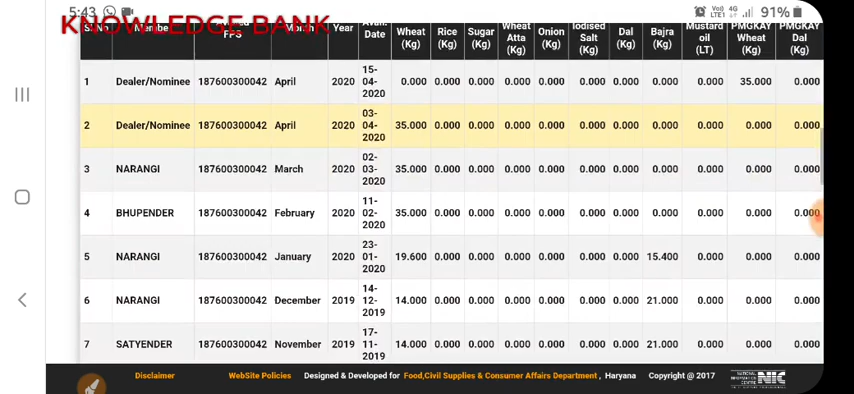 5:43 Vo) 4G LTE1 91%
KNOWLEDGE BANK
Sr.No Member FPS Month Year Avail. Date Wheat (Kg) Rice (Kg) Sugar (Kg) Wheat Atta (Kg) Onion (Kg) Iodised Salt (Kg) Dal (Kg) Bajra (Kg) Mustard oil (LT) PMGKAY Wheat (Kg) PMGKAY Dal (Kg)
1 Dealer/Nominee 187600300042 April 2020 15-04-2020 0.000 0.000 0.000 0.000 0.000 0.000 0.000 0.000 0.000 35.000 0.000
2 Dealer/Nominee 187600300042 April 2020 03-04-2020 35.000 0.000 0.000 0.000 0.000 0.000 0.000 0.000 0.000 0.000 0.000
3 NARANGI 187600300042 March 2020 02-03-2020 35.000 0.000 0.000 0.000 0.000 0.000 0.000 0.000 0.000 0.000 0.000
4 BHUPENDER 187600300042 February 2020 11-02-2020 35.000 0.000 0.000 0.000 0.000 0.000 0.000 0.000 0.000 0.000 0.000
5 NARANGI 187600300042 January 2020 23-01-2020 19.600 0.000 0.000 0.000 0.000 0.000 0.000 15.400 0.000 0.000 0.000
6 NARANGI 187600300042 December 2019 14-12-2019 14.000 0.000 0.000 0.000 0.000 0.000 0.000 21.000 0.000 0.000 0.000
7 SATYENDER 187600300042 November 2019 17-11-2019 14.000 0.000 0.000 0.000 0.000 0.000 0.000 21.000 0.000 0.000 0.000
Disclaimer WebSite Policies Designed & Developed for Food,Civil Supplies & Consumer Affairs Department , Haryana Copyright @ 2017 NATIONAL INFORMATICS CENTRE NIC